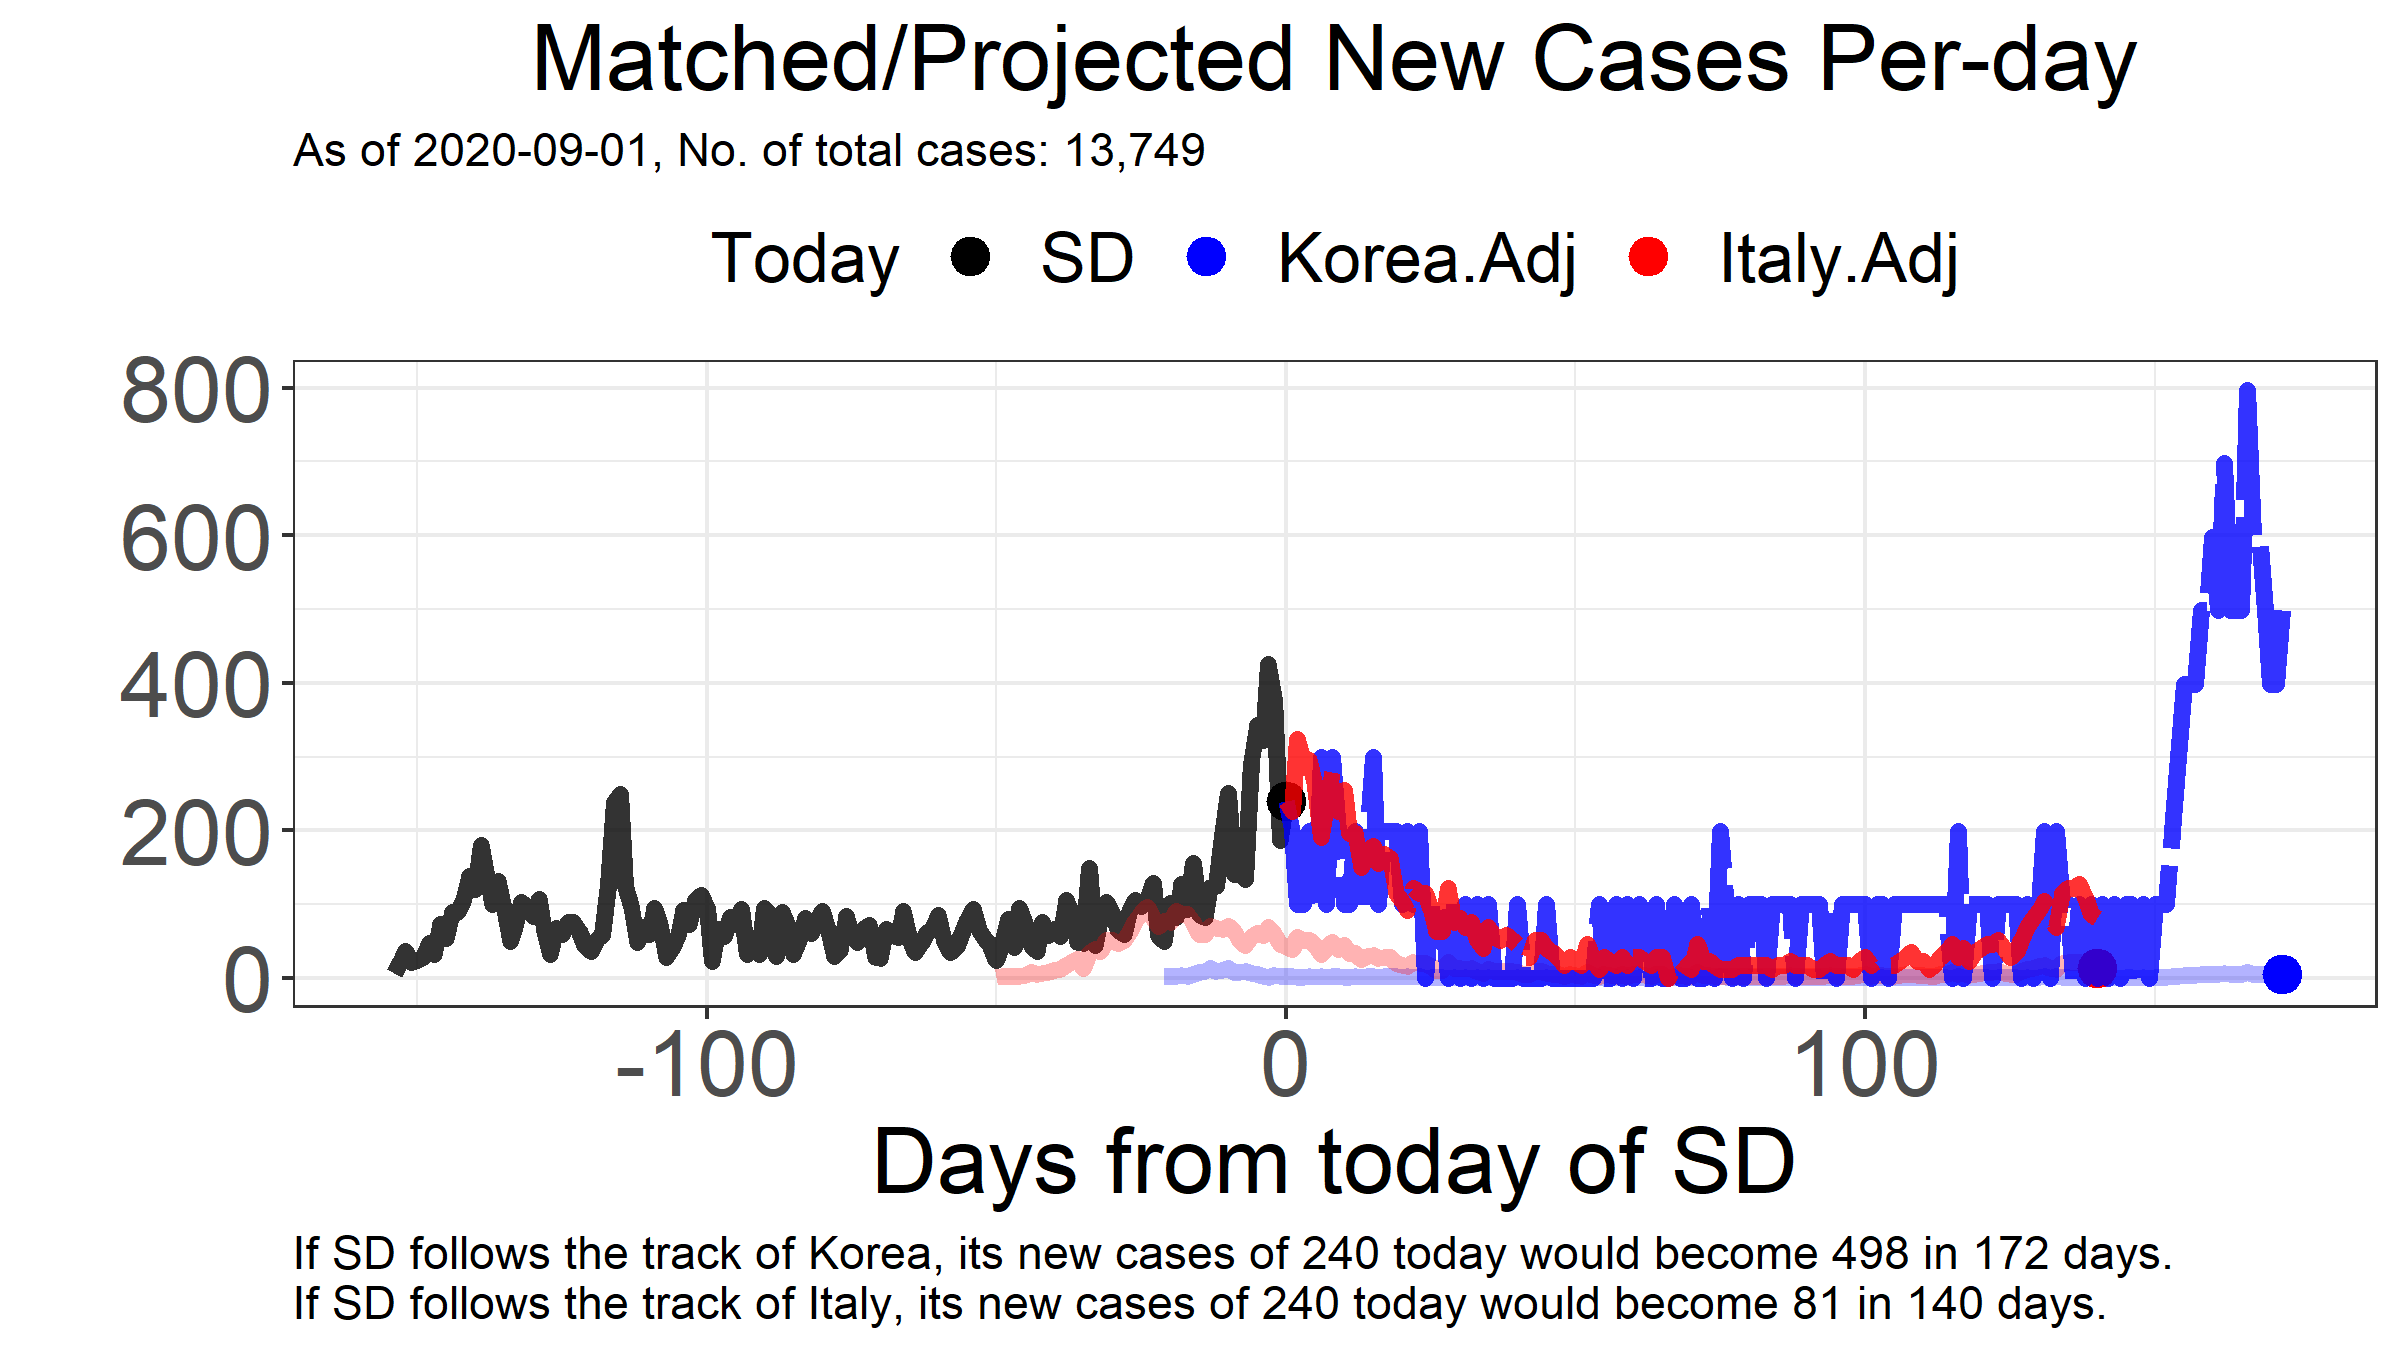 Matched/Projected New Cases Per-day
As of 2020-09-01, No. of total cases: 13,749
Today SD Korea.Adj Italy.Adj
800
600
400
200
0
-100 0 100
Days from today of SD
If SD follows the track of Korea, its new cases of 240 today would become 498 in 172 days.
If SD follows the track of Italy, its new cases of 240 today would become 81 in 140 days.